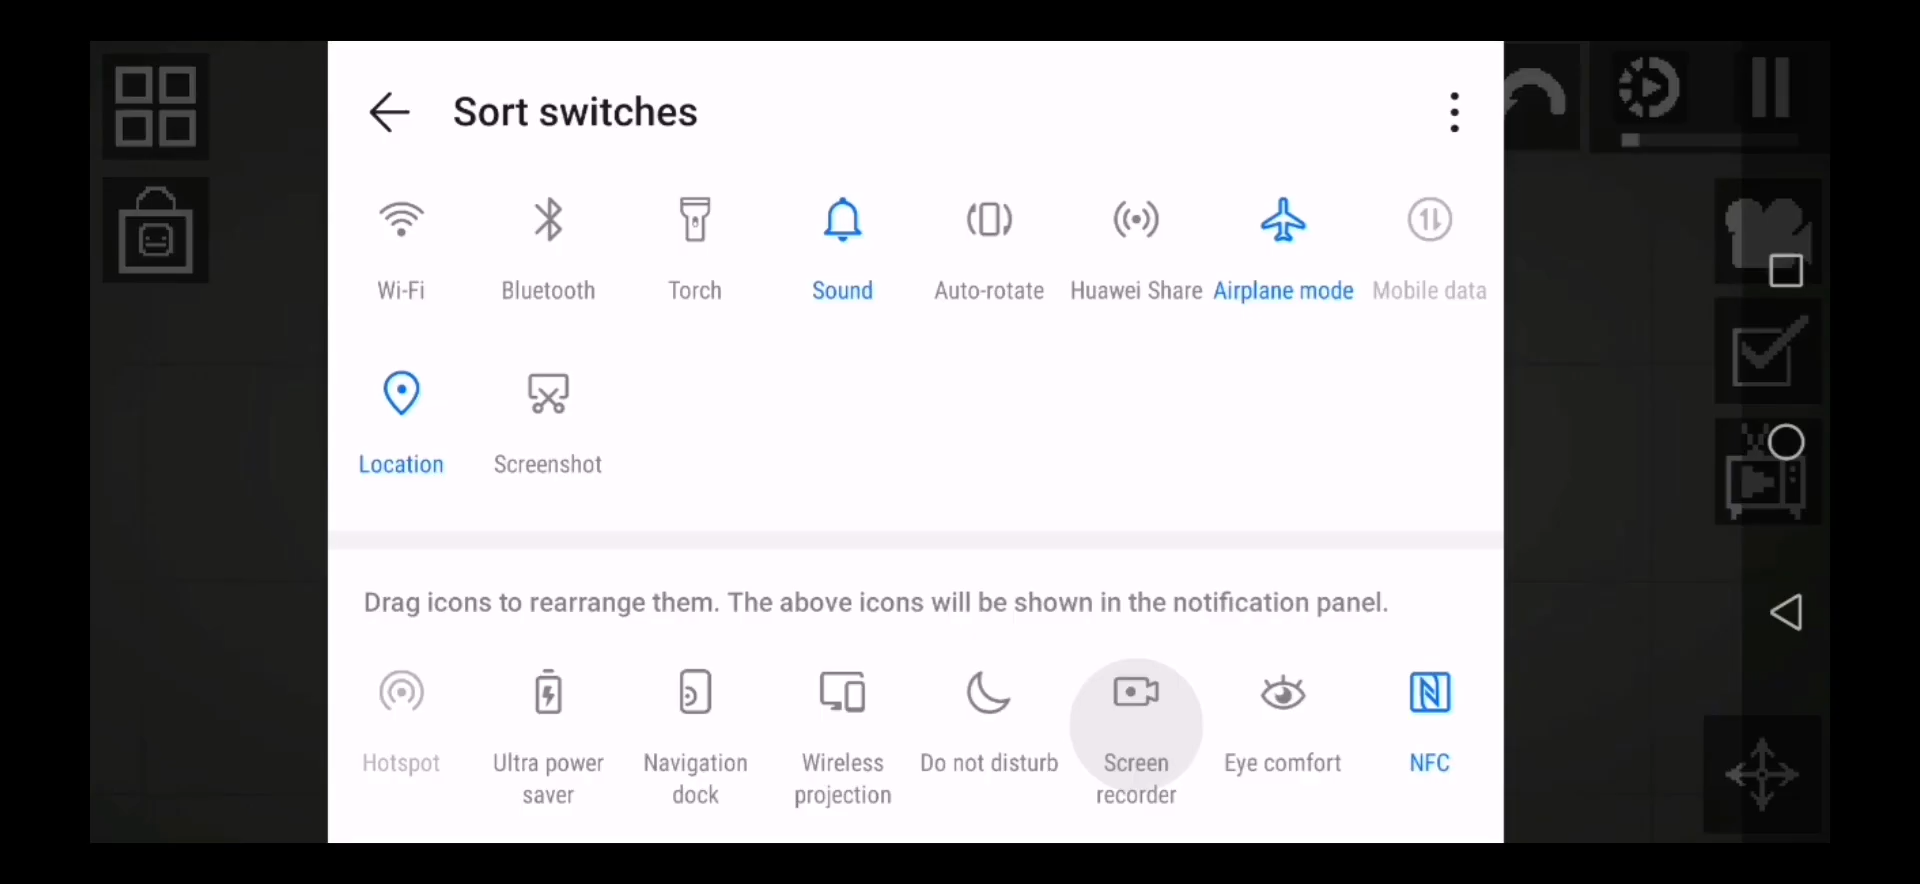 Sort switches
Wi-Fi Bluetooth Torch Sound Auto-rotate Huawei Share Airplane mode Mobile data
Location Screenshot
Drag icons to rearrange them. The above icons will be shown in the notification panel.
Hotspot Ultra power saver Navigation dock Wireless projection Do not disturb Screen recorder Eye comfort NFC